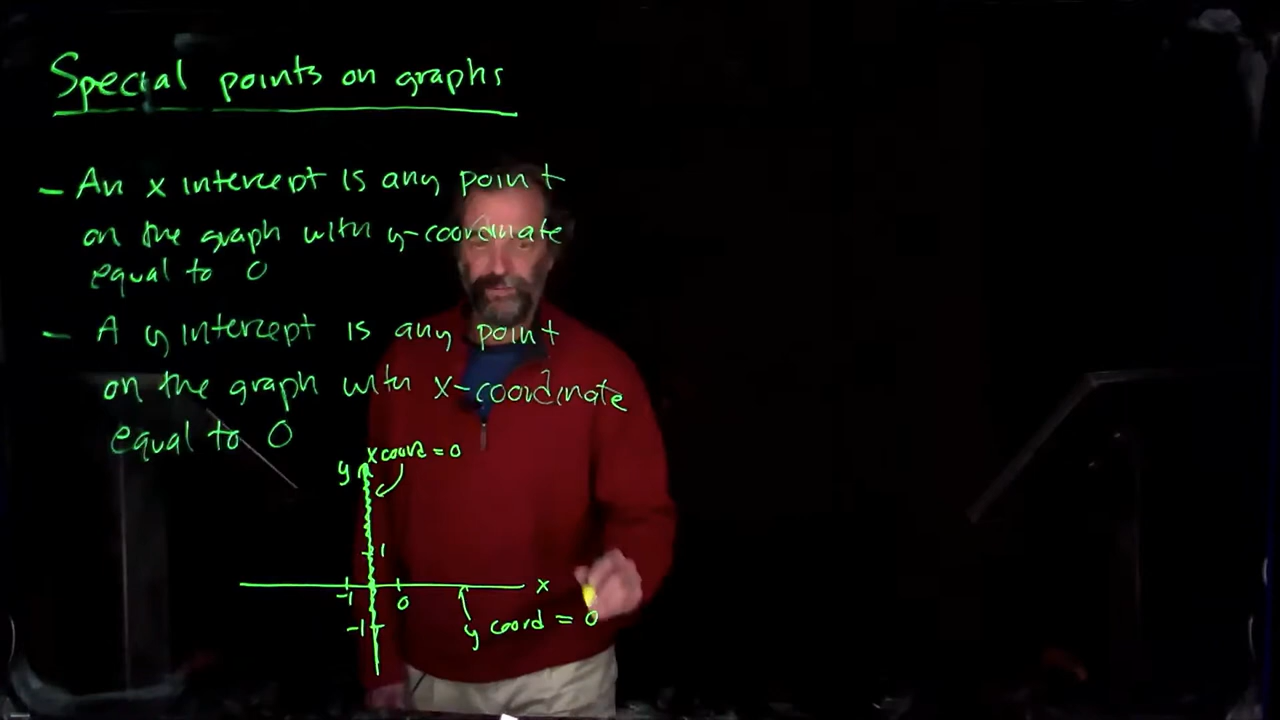 Special points on graphs
- An x intercept is any point
on the graph with y-coordinate
equal to 0
- A y intercept is any point
on the graph with x-coordinate
equal to 0
y
x coord = 0
1
x
-1
0
-1
y coord = 0